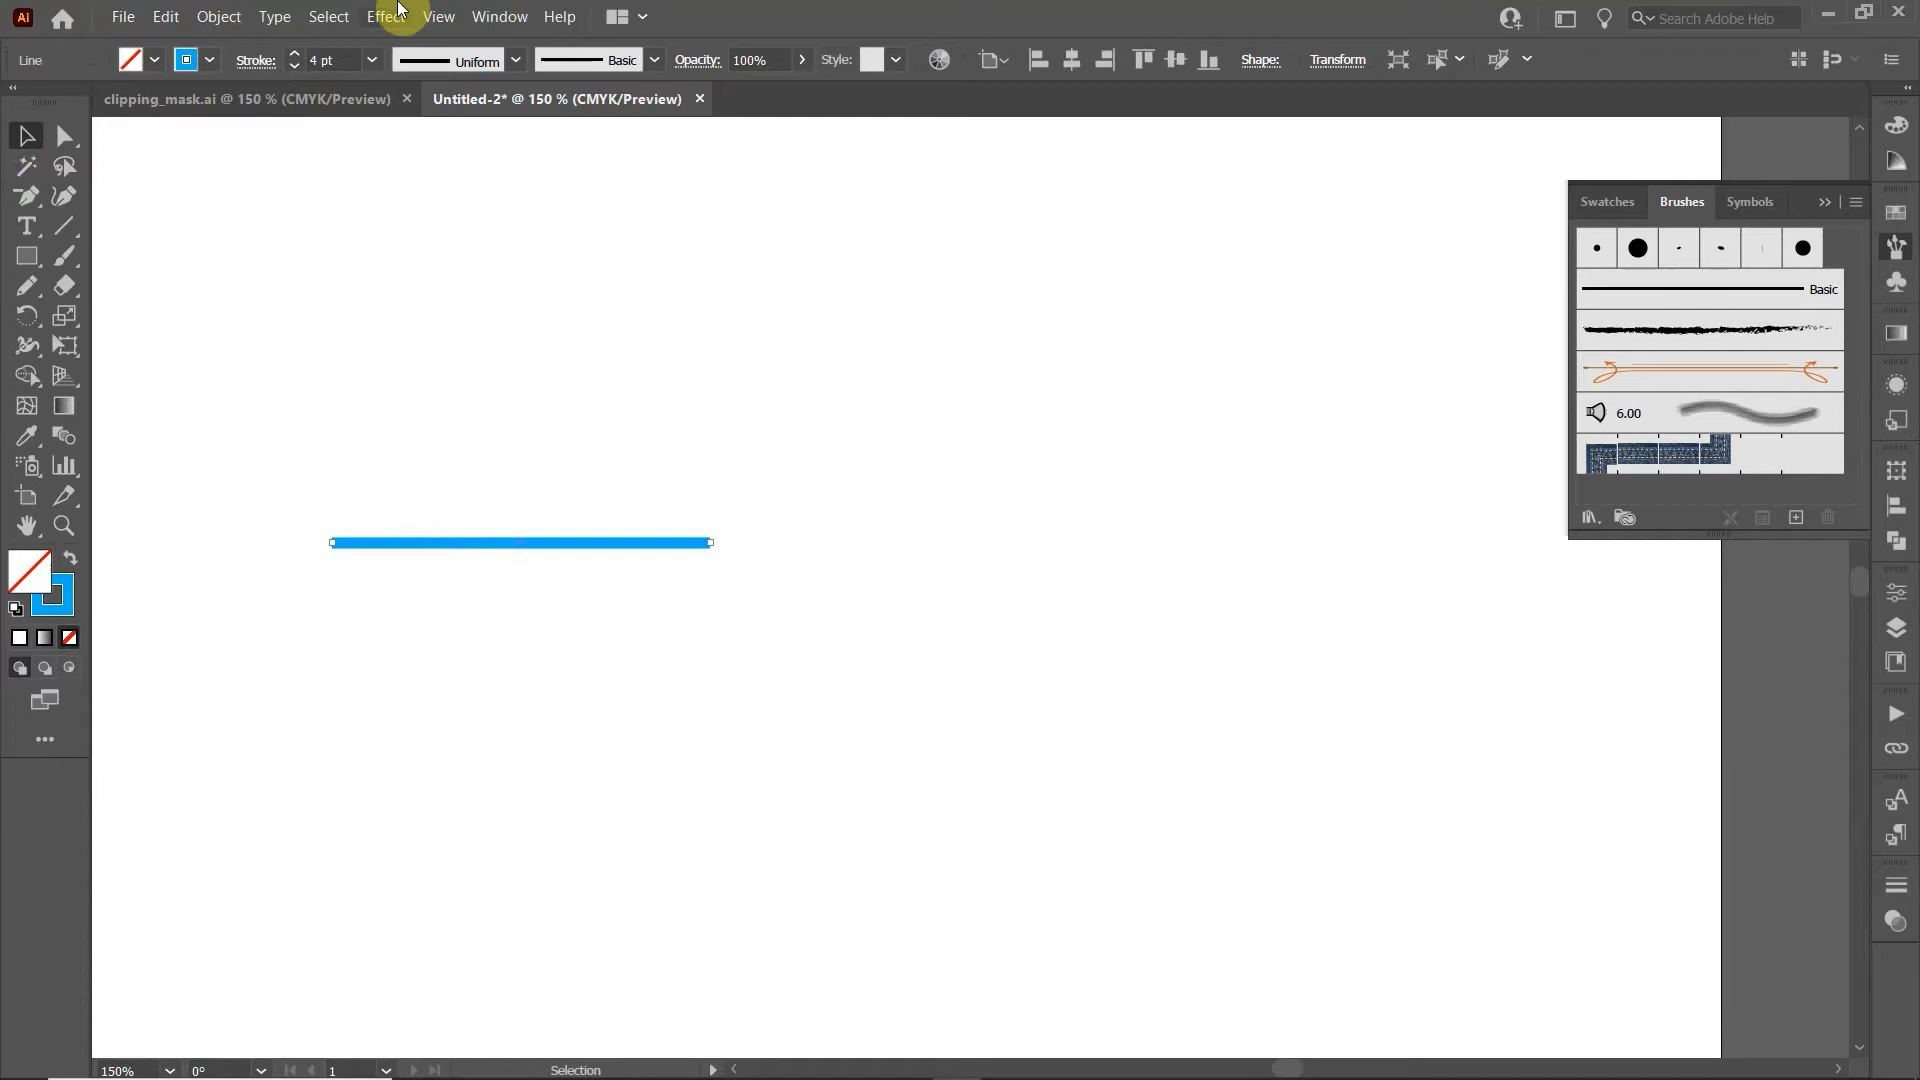 Ai File Edit Object Type Select Effect View Window Help Search Adobe Help
Line Stroke: 4 pt Uniform Basic Opacity: 100% Style: Shape: Transform
clipping_mask.ai @ 150 % (CMYK/Preview) × Untitled-2* @ 150 % (CMYK/Preview) ×
Swatches Brushes Symbols
Basic
6.00
150% 0° 1 Selection